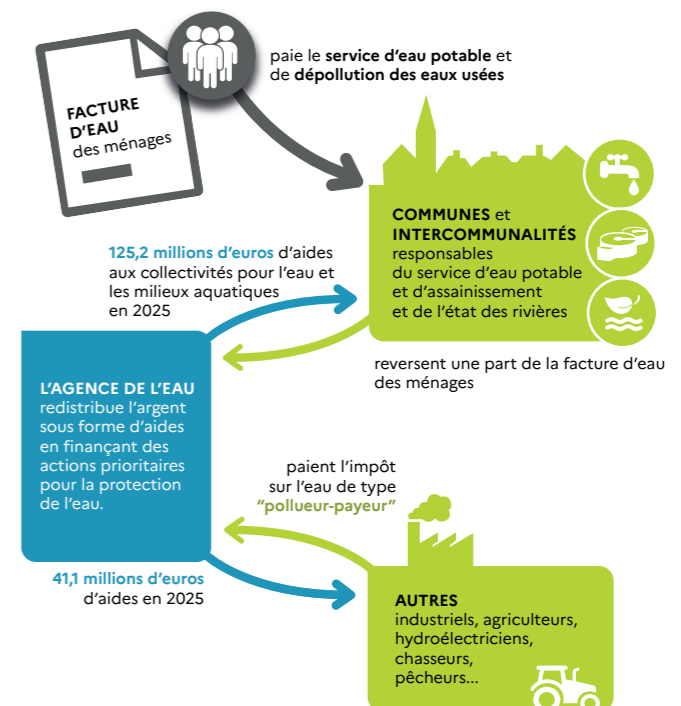 FACTURE
D'EAU
des ménages
paie le service d'eau potable et
de dépollution des eaux usées
COMMUNES et
INTERCOMMUNALITÉS
responsables
du service d'eau potable
et d'assainissement
et de l'état des rivières
125,2 millions d'euros d'aides
aux collectivités pour l'eau et
les milieux aquatiques
en 2025
reversent une part de la facture d'eau
des ménages
L'AGENCE DE L'EAU
redistribue l'argent
sous forme d'aides
en finançant des
actions prioritaires
pour la protection
de l'eau.
paient l'impôt
sur l'eau de type
“pollueur-payeur”
41,1 millions d'euros
d'aides en 2025
AUTRES
industriels, agriculteurs,
hydroélectriciens,
chasseurs,
pêcheurs...